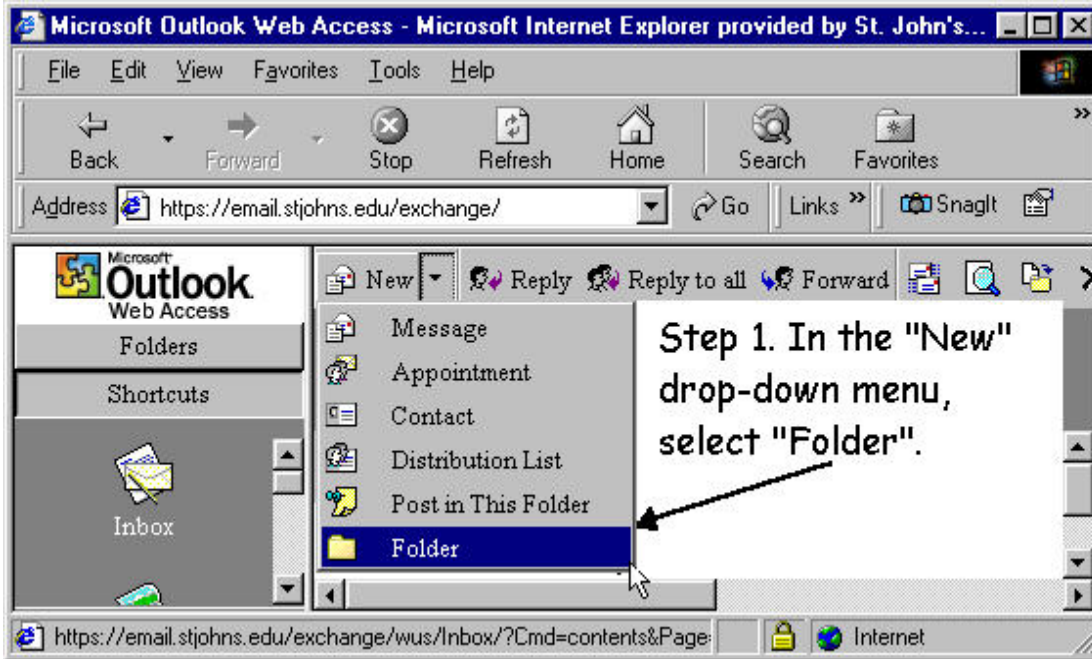 Microsoft Outlook Web Access - Microsoft Internet Explorer provided by St. John's...
File Edit View Favorites Tools Help
Back Forward Stop Refresh Home Search Favorites
Address https://email.stjohns.edu/exchange/ Go Links SnagIt
Microsoft
Outlook
Web Access
New Reply Reply to all Forward
Folders
Shortcuts
Inbox
Message
Appointment
Contact
Distribution List
Post in This Folder
Folder
Step 1. In the "New"
drop-down menu,
select "Folder".
https://email.stjohns.edu/exchange/wus/Inbox/?Cmd=contents&Page Internet